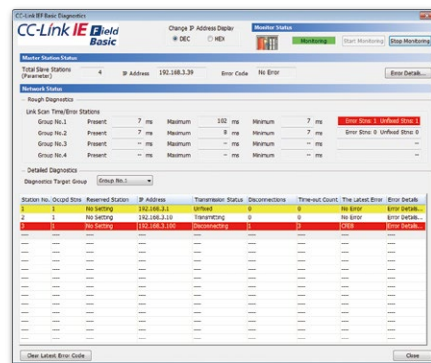 CC-Link IEF Basic Diagnostics
CC-Link IE Field Basic
Change IP Address Display
DEC HEX
Monitor Status
Monitoring
Start Monitoring
Stop Monitoring
Master Station Status
Total Slave Stations (Parameter) 4 IP Address 192.168.3.39 Error Code No Error Error Details...
Network Status
Rough Diagnostics
Link Scan Time/Error Stations
Group No.1 Present 7 ms Maximum 102 ms Minimum 7 ms Error Stns: 1 Unfixed Stns: 1
Group No.2 Present 7 ms Maximum 8 ms Minimum 7 ms Error Stns: 0 Unfixed Stns: 0
Group No.3 Present -- ms Maximum -- ms Minimum -- ms --
Group No.4 Present -- ms Maximum -- ms Minimum -- ms --
Detailed Diagnostics
Diagnostics Target Group Group No.1
Station No. Occpd Stns Reserved Station IP Address Transmission Status Disconnections Time-out Count The Latest Error Error Details
1 1 No Setting 192.168.3.1 Unfixed 0 0 No Error Error Details...
2 1 No Setting 192.168.3.10 Transmitting 0 0 No Error Error Details...
3 1 No Setting 192.168.3.100 Disconnecting 1 3 CFE8 Error Details...
Clear Latest Error Code
Close